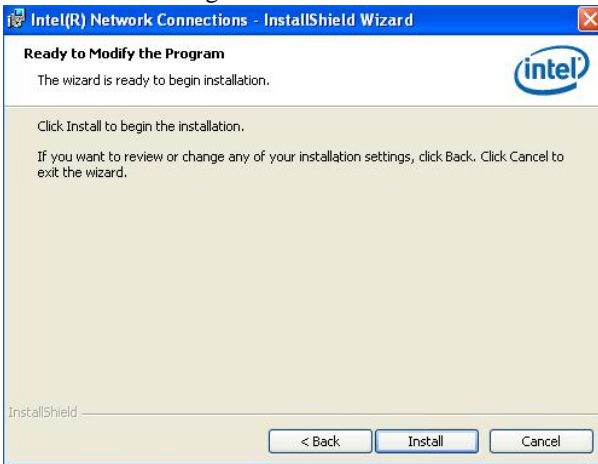 Intel(R) Network Connections - InstallShield Wizard
Ready to Modify the Program
The wizard is ready to begin installation.
intel
Click Install to begin the installation.
If you want to review or change any of your installation settings, click Back. Click Cancel to
exit the wizard.
InstallShield
< Back Install Cancel